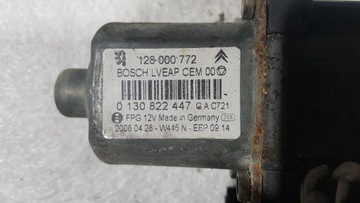 128 000 772
BOSCH LVEAP CEM 00
0 130 822 447 G A C721
FPG 12V Made in Germany
2008 04 28 - W445 N - EEP 09.14